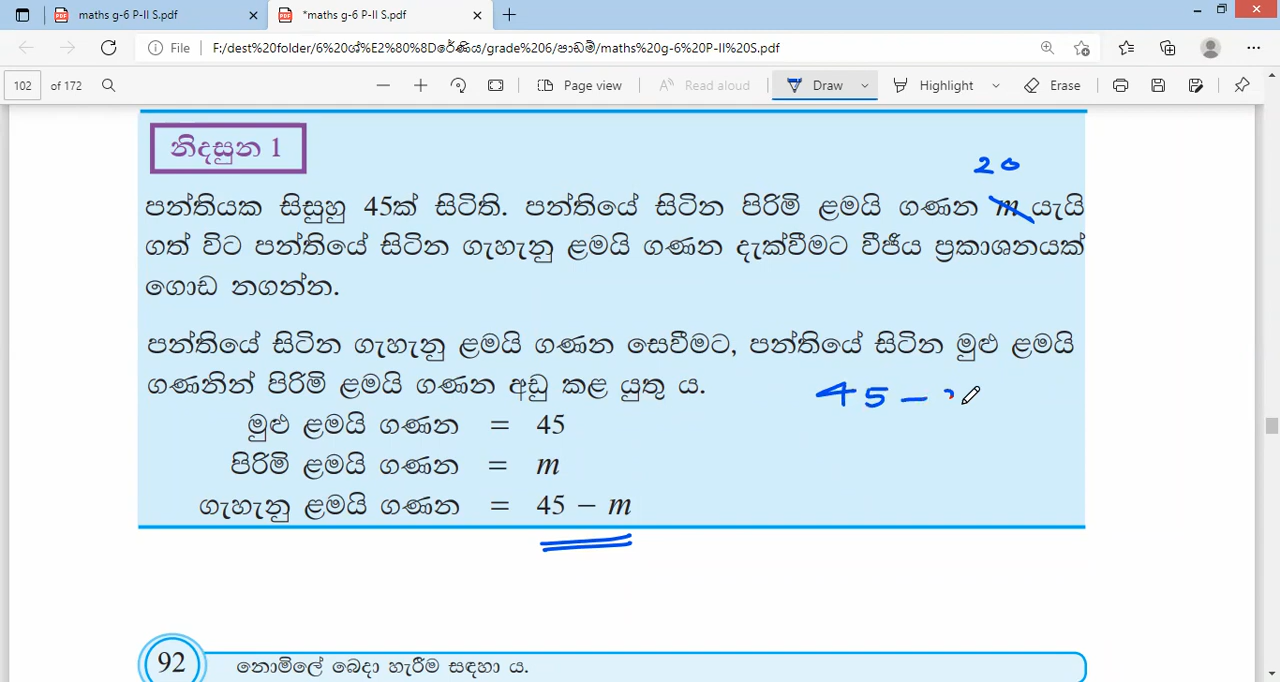 maths g-6 P-II S.pdf
*maths g-6 P-II S.pdf
File F:/dest%20folder/6%20ශ්%E2%80%8Dරේණිය/grade%206/පාඩම්/maths%20g-6%20P-II%20S.pdf
102 of 172 Page view Read aloud Draw Highlight Erase
නිදසුන 1
20
පන්තියක සිසුහු 45ක් සිටිති. පන්තියේ සිටින පිරිමි ළමයි ගණන m යැයි
ගත් විට පන්තියේ සිටින ගැහැනු ළමයි ගණන දැක්වීමට වීජීය ප්‍රකාශනයක්
ගොඩ නගන්න.
පන්තියේ සිටින ගැහැනු ළමයි ගණන සෙවීමට, පන්තියේ සිටින මුළු ළමයි
ගණනින් පිරිමි ළමයි ගණන අඩු කළ යුතු ය.
45 –
මුළු ළමයි ගණන = 45
පිරිමි ළමයි ගණන = m
ගැහැනු ළමයි ගණන = 45 – m
92 නොමිලේ බෙදා හැරීම සඳහා ය.